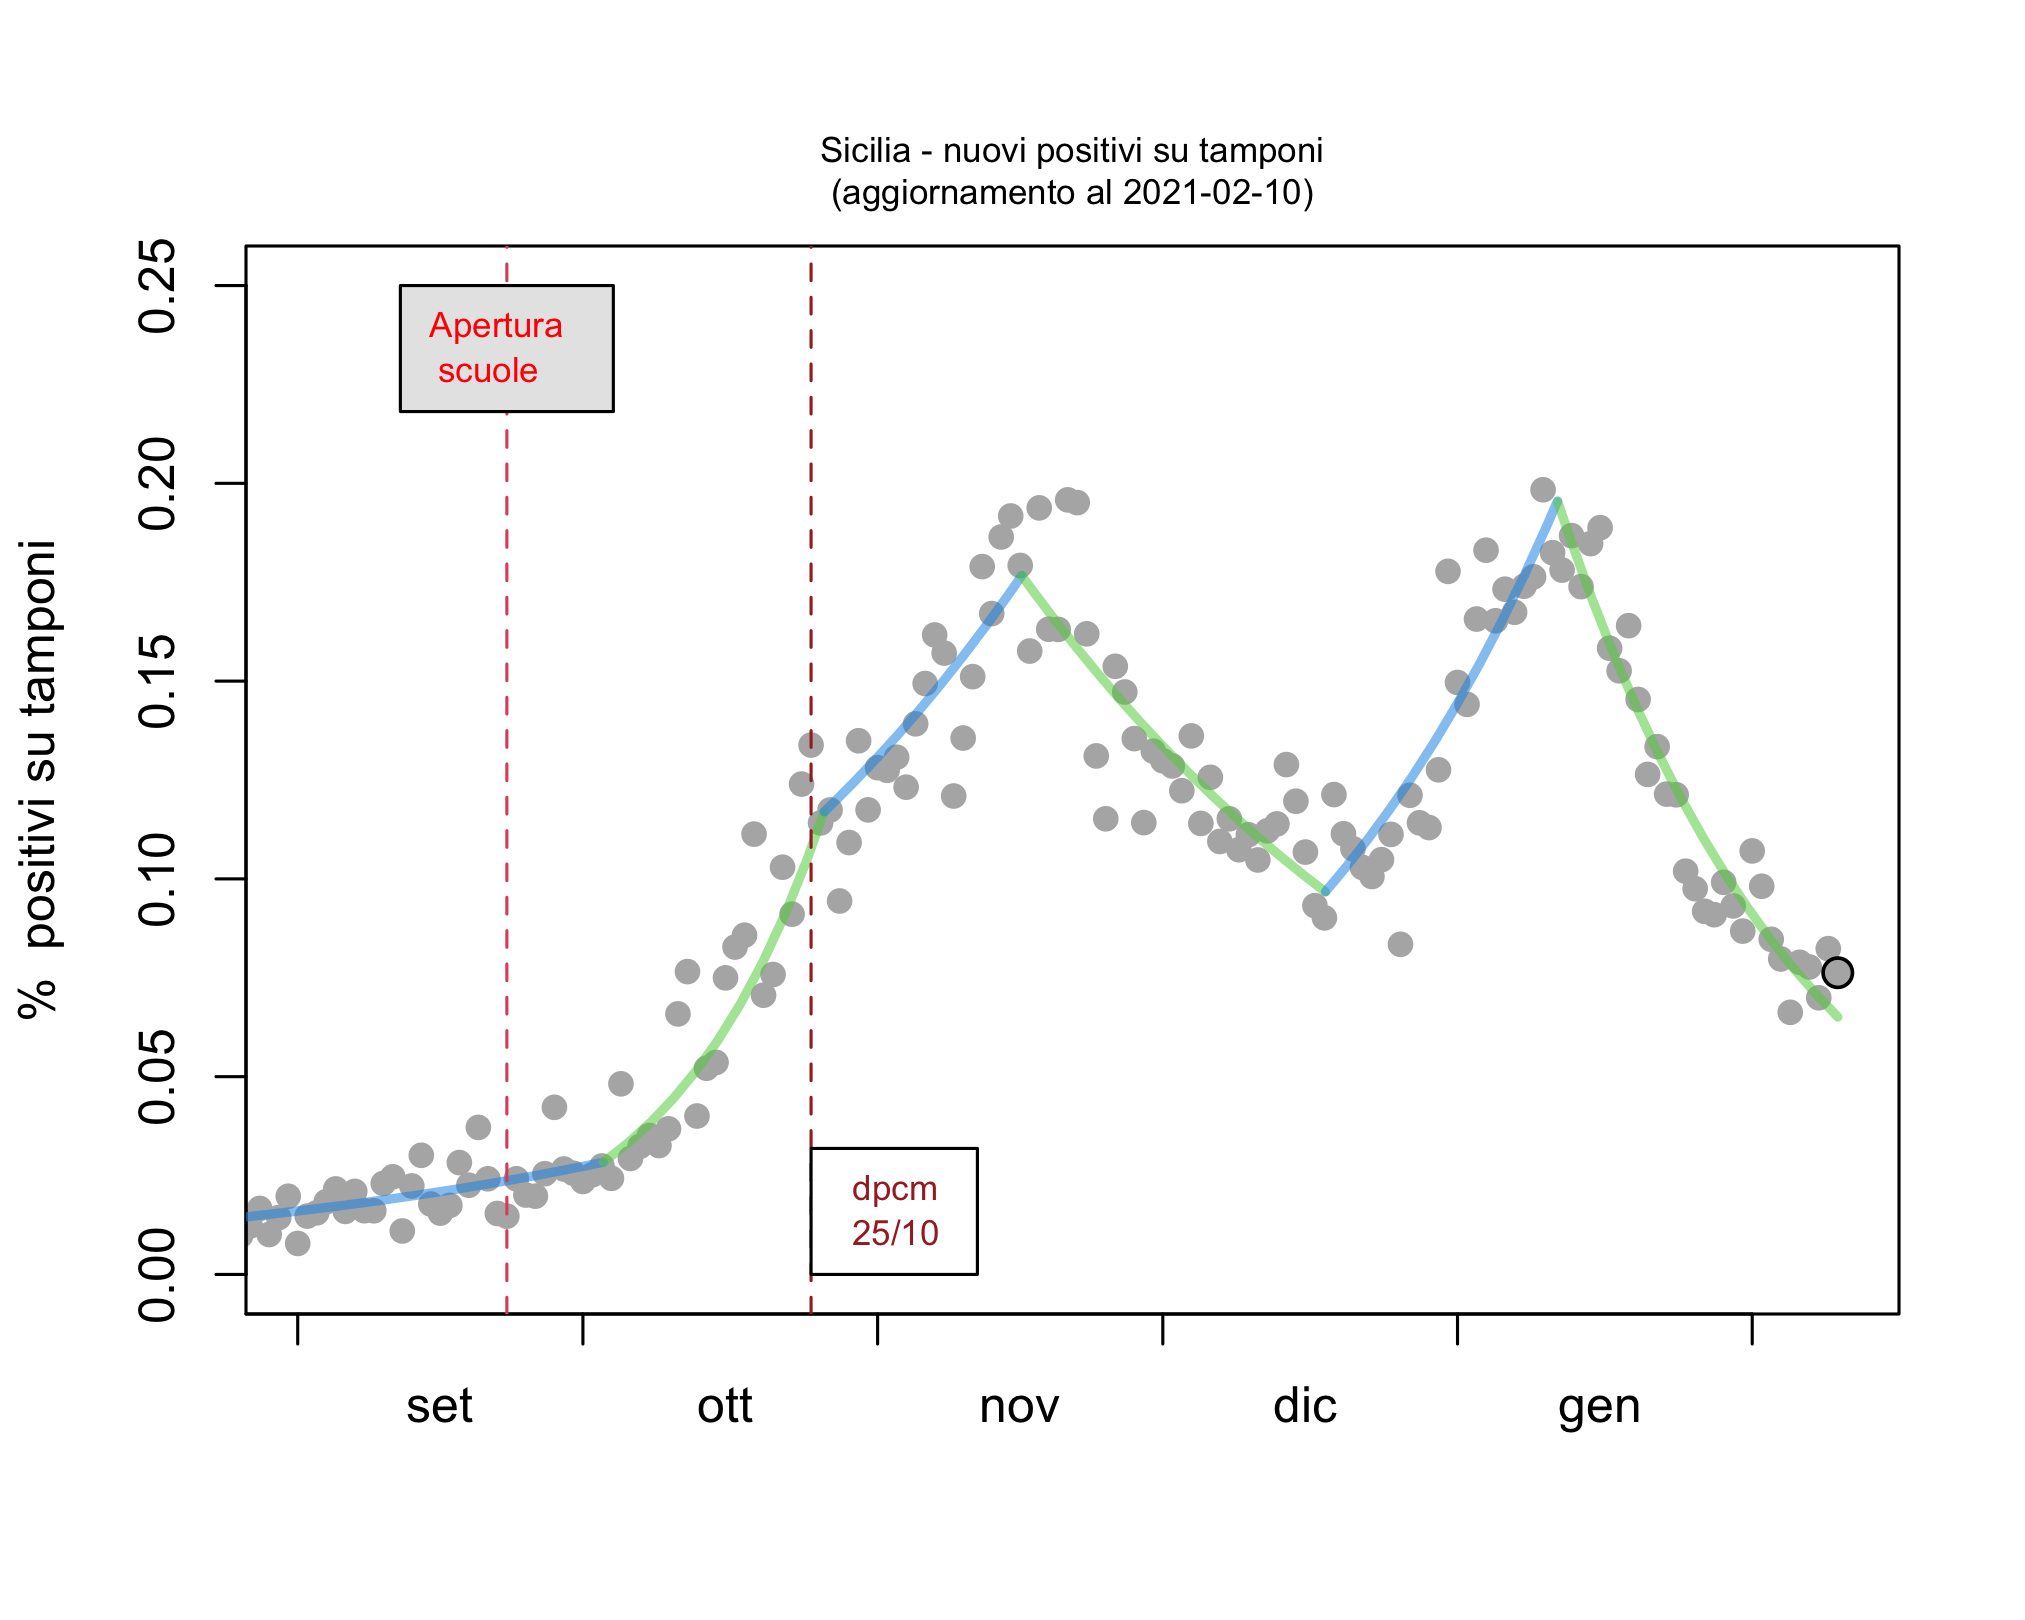 Sicilia - nuovi positivi su tamponi
(aggiornamento al 2021-02-10)
% positivi su tamponi
0.25
0.20
0.15
0.10
0.05
0.00
Apertura
scuole
dpcm
25/10
set
ott
nov
dic
gen